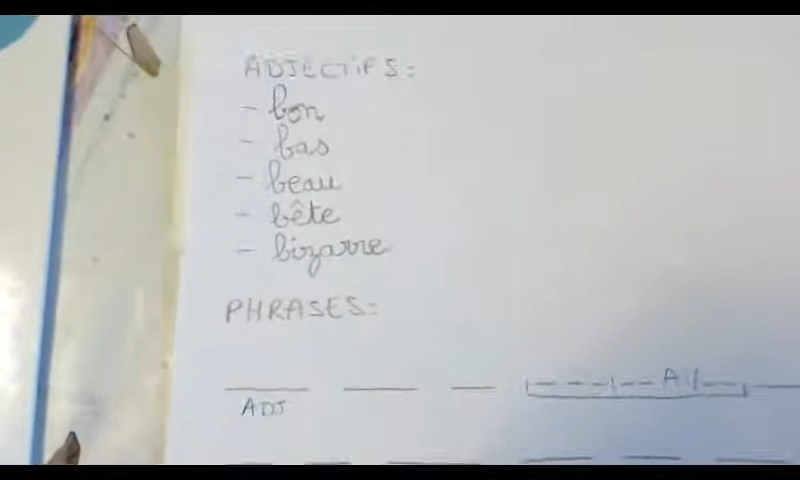 ADJECTIFS:
- bon
- bas
- beau
- bête
- bizarre
PHRASES:
ADJ